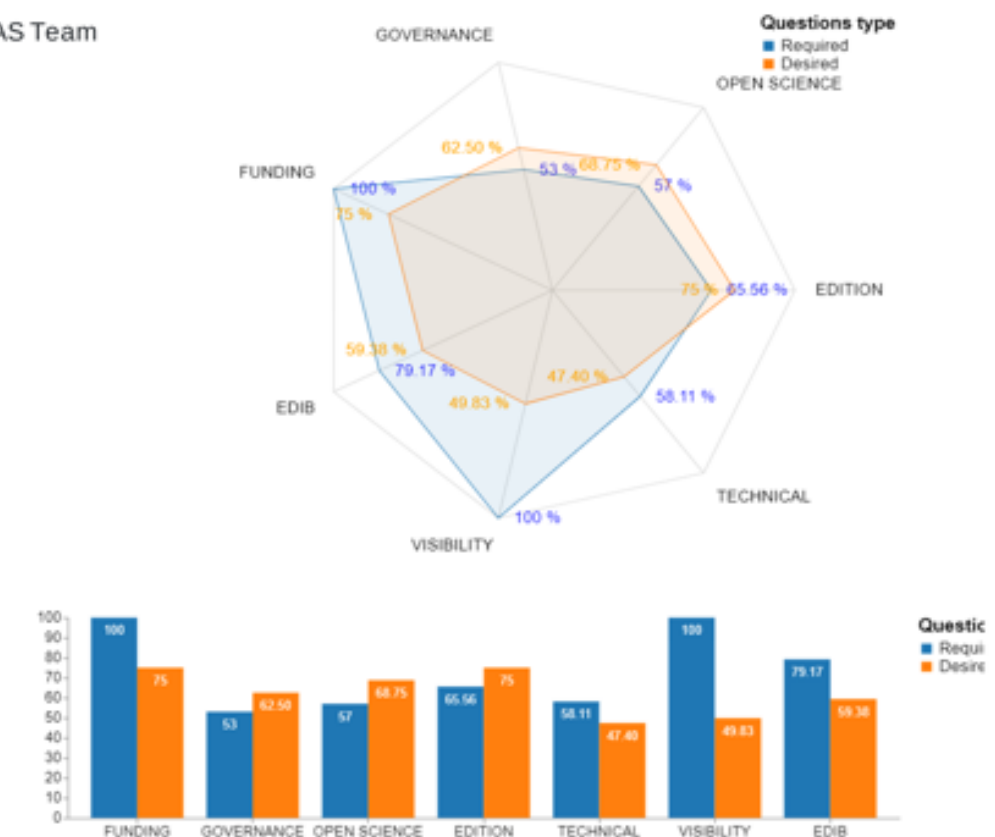 AS Team
GOVERNANCE
Questions type
Required
Desired
OPEN SCIENCE
62.50 %
53 %
68.75 %
FUNDING
100 %
57 %
75 %
75 %
65.56 %
EDITION
59.38 %
79.17 %
47.40 %
58.11 %
49.83 %
EDIB
TECHNICAL
100 %
VISIBILITY
100
90
80
70
60
50
40
30
20
10
0
100
75
53
62.50
57
68.75
65.56
75
58.11
47.40
100
49.83
79.17
59.38
Questic
Requi
Desire
FUNDING
GOVERNANCE
OPEN SCIENCE
EDITION
TECHNICAL
VISIBILITY
EDIB